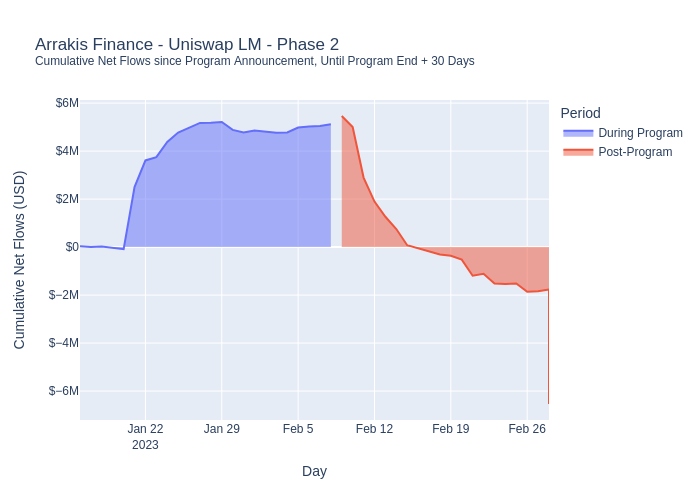 Arrakis Finance - Uniswap LM - Phase 2
Cumulative Net Flows since Program Announcement, Until Program End + 30 Days
Cumulative Net Flows (USD)
$6M
$4M
$2M
$0
$−2M
$−4M
$−6M
Jan 22
2023
Jan 29
Feb 5
Feb 12
Feb 19
Feb 26
Day
Period
During Program
Post-Program